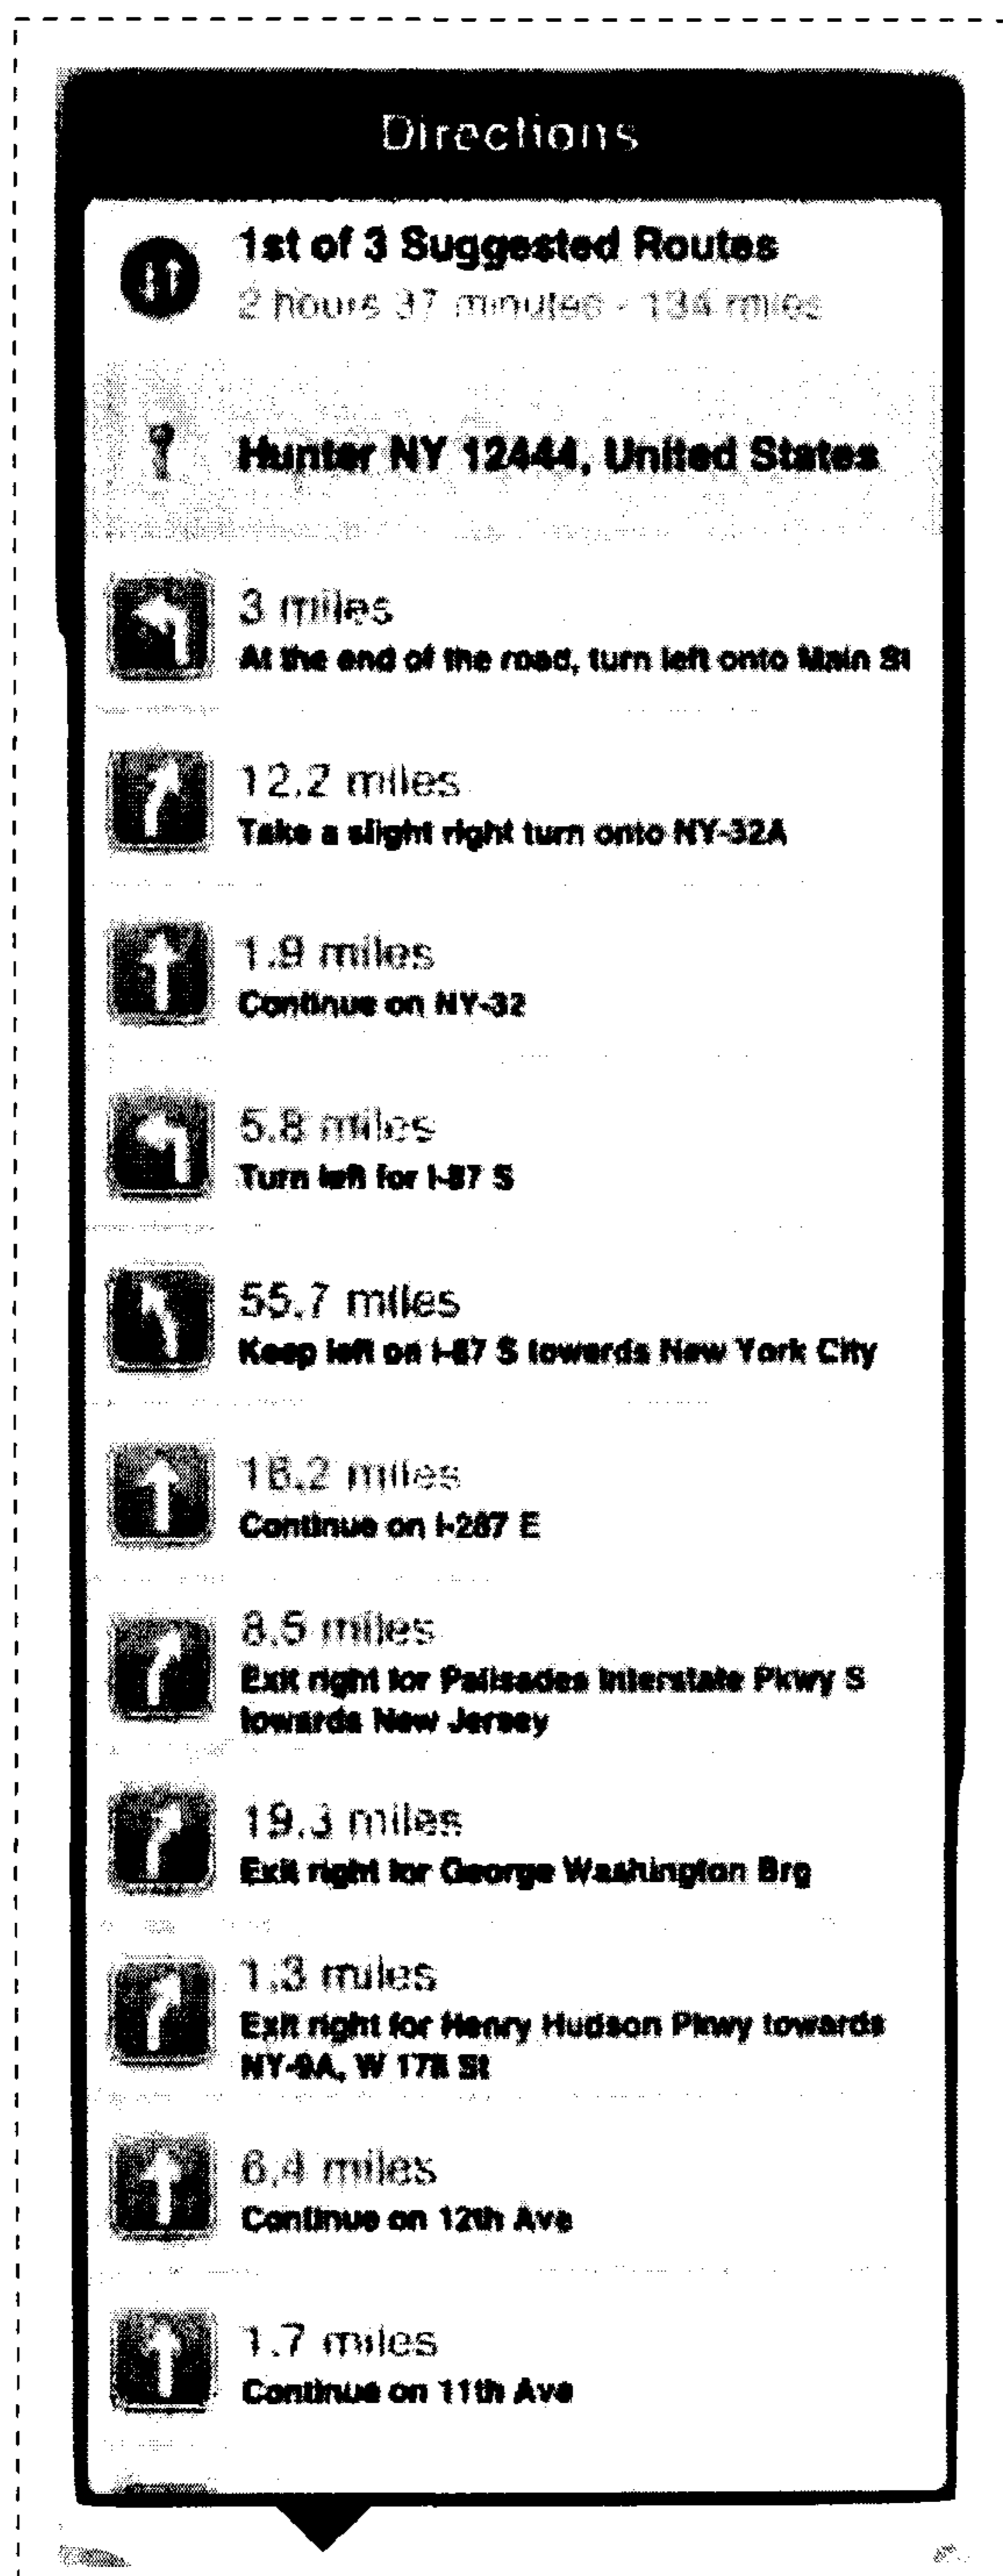 Directions
1st of 3 Suggested Routes
2 hours 37 minutes - 134 miles
Hunter NY 12444, United States
3 miles
At the end of the road, turn left onto Main St
12.2 miles
Take a slight right turn onto NY-32A
1.9 miles
Continue on NY-32
5.8 miles
Turn left for I-87 S
55.7 miles
Keep left on I-87 S towards New York City
16.2 miles
Continue on I-287 E
8.5 miles
Exit right for Palisades Interstate Pkwy S
towards New Jersey
19.3 miles
Exit right for George Washington Brg
1.3 miles
Exit right for Henry Hudson Pkwy towards
NY-9A, W 178 St
6.4 miles
Continue on 12th Ave
1.7 miles
Continue on 11th Ave